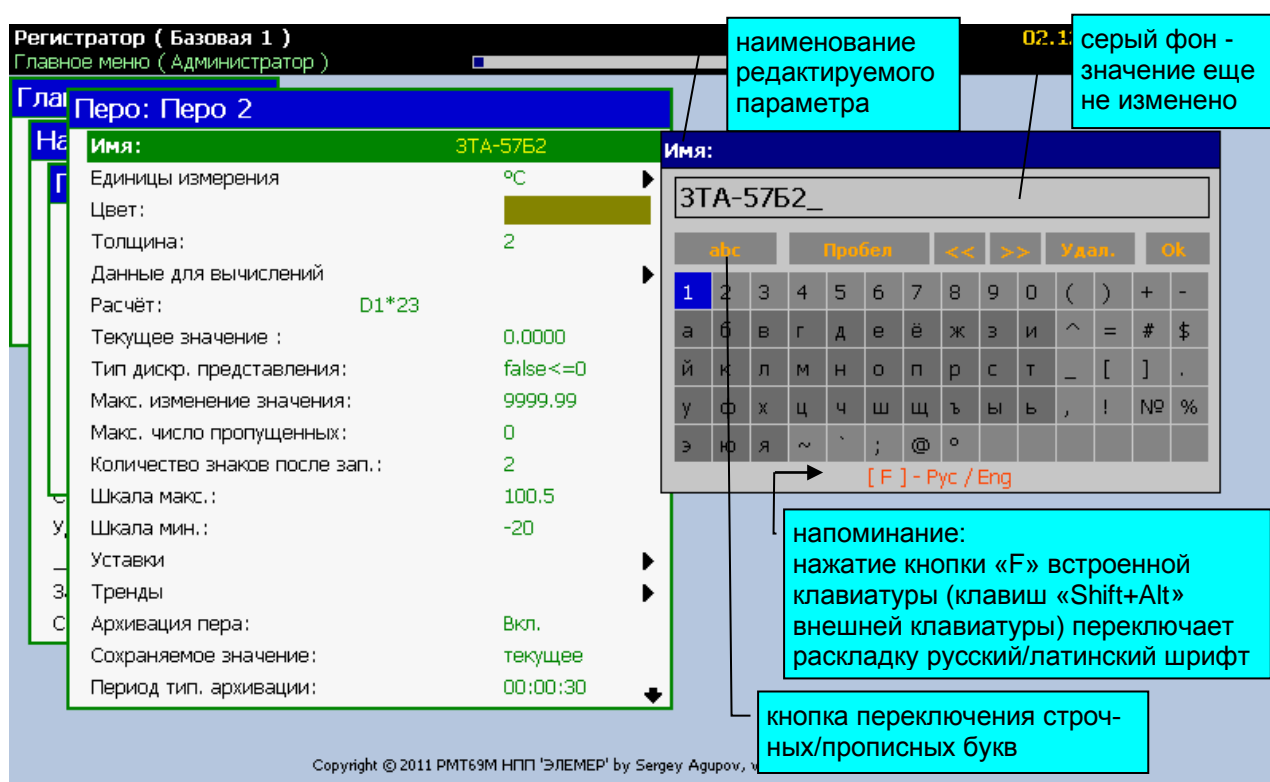 Регистратор ( Базовая 1 )
Главное меню ( Администратор )
02.1
наименование
редактируемого
параметра
серый фон -
значение еще
не изменено
Перо: Перо 2
Имя: 3ТА-57Б2
Единицы измерения °C
Цвет:
Толщина: 2
Данные для вычислений
Расчёт: D1*23
Текущее значение : 0.0000
Тип дискр. представления: false<=0
Макс. изменение значения: 9999.99
Макс. число пропущенных: 0
Количество знаков после зап.: 2
Шкала макс.: 100.5
Шкала мин.: -20
Уставки
Тренды
Архивация пера: Вкл.
Сохраняемое значение: текущее
Период тип. архивации: 00:00:30
Имя:
3ТА-57Б2_
abc Пробел << >> Удал. Ok
1 2 3 4 5 6 7 8 9 0 ( ) + -
а б в г д е ё ж з и ^ = # $
й к л м н о п р с т _ [ ] .
у ф х ц ч ш щ ъ ы ь , ! № %
э ю я ~ ` ; @ °
[ F ] - Рус / Eng
напоминание:
нажатие кнопки «F» встроенной
клавиатуры (клавиш «Shift+Alt»
внешней клавиатуры) переключает
раскладку русский/латинский шрифт
кнопка переключения строч-
ных/прописных букв
Copyright © 2011 РМТ69М НПП 'ЭЛЕМЕР' by Sergey Agupov,